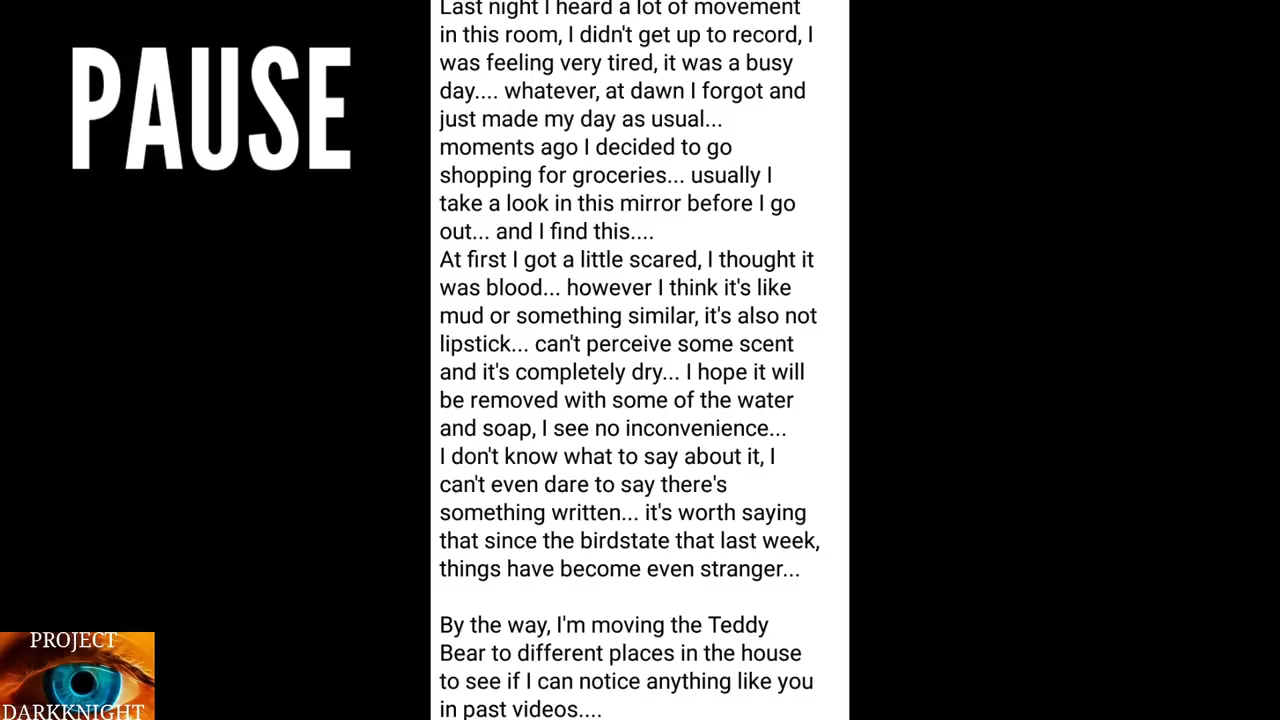 PAUSE
Last night I heard a lot of movement
in this room, I didn't get up to record, I
was feeling very tired, it was a busy
day.... whatever, at dawn I forgot and
just made my day as usual...
moments ago I decided to go
shopping for groceries... usually I
take a look in this mirror before I go
out... and I find this....
At first I got a little scared, I thought it
was blood... however I think it's like
mud or something similar, it's also not
lipstick... can't perceive some scent
and it's completely dry... I hope it will
be removed with some of the water
and soap, I see no inconvenience...
I don't know what to say about it, I
can't even dare to say there's
something written... it's worth saying
that since the birdstate that last week,
things have become even stranger...
By the way, I'm moving the Teddy
Bear to different places in the house
to see if I can notice anything like you
in past videos....
PROJECT
DARKKNIGHT